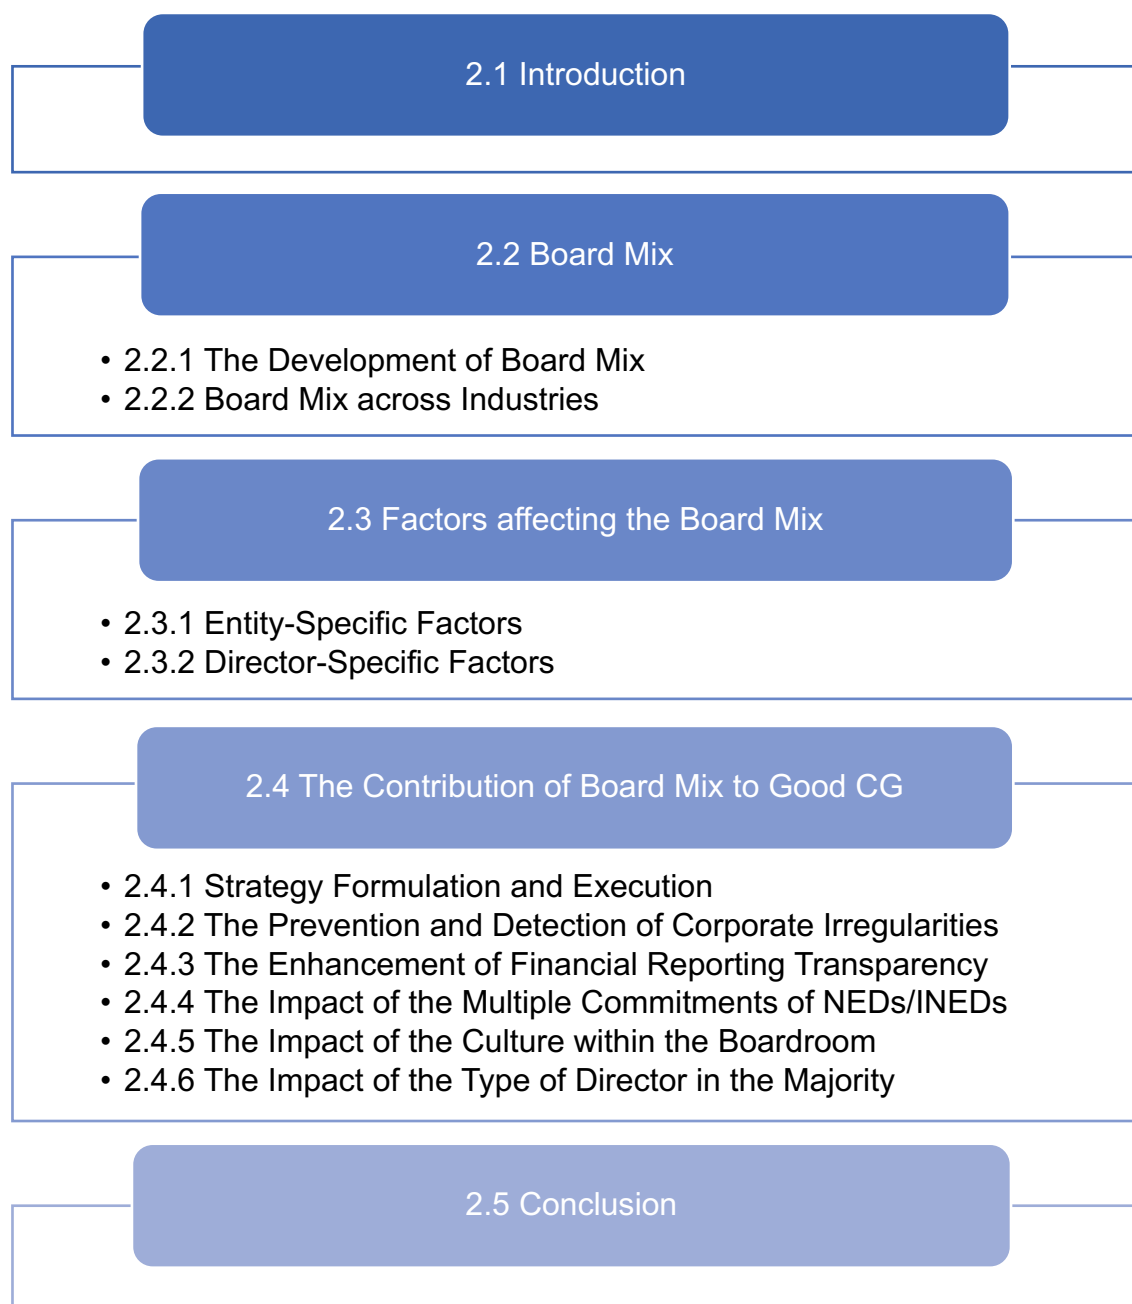 2.1 Introduction
2.2 Board Mix
• 2.2.1 The Development of Board Mix
• 2.2.2 Board Mix across Industries
2.3 Factors affecting the Board Mix
• 2.3.1 Entity-Specific Factors
• 2.3.2 Director-Specific Factors
2.4 The Contribution of Board Mix to Good CG
• 2.4.1 Strategy Formulation and Execution
• 2.4.2 The Prevention and Detection of Corporate Irregularities
• 2.4.3 The Enhancement of Financial Reporting Transparency
• 2.4.4 The Impact of the Multiple Commitments of NEDs/INEDs
• 2.4.5 The Impact of the Culture within the Boardroom
• 2.4.6 The Impact of the Type of Director in the Majority
2.5 Conclusion